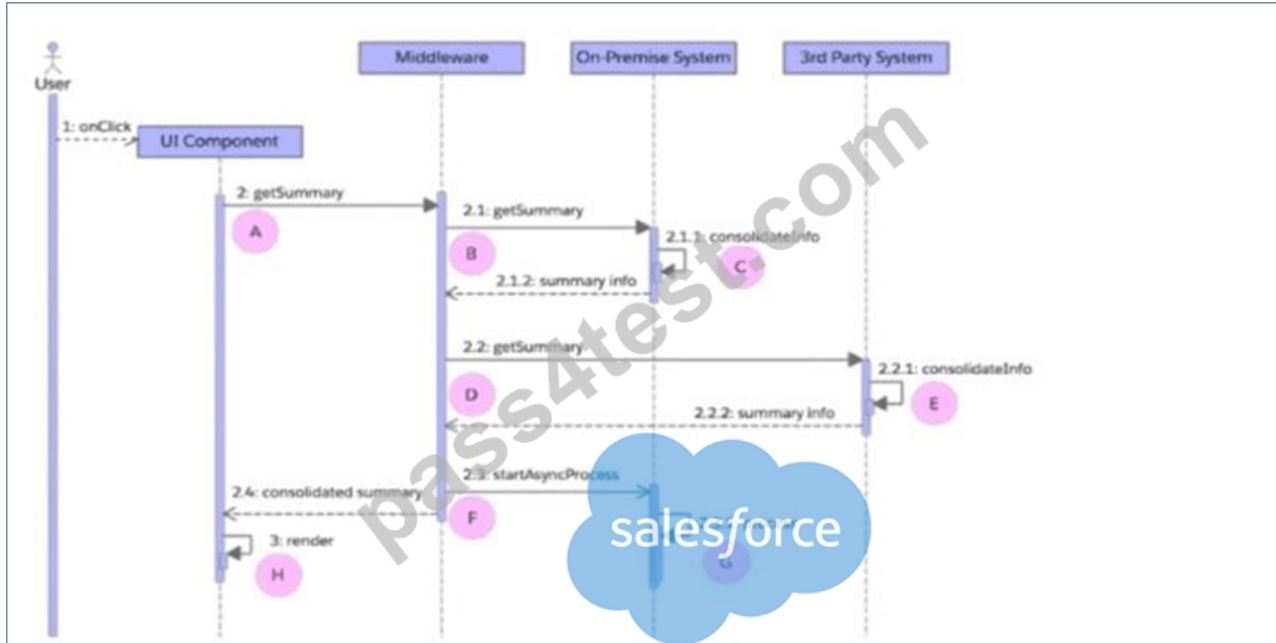 Middleware
On-Premise System
3rd Party System
User
1: onClick
UI Component
2: getSummary
A
2.1: getSummary
B
2.1.1: consolidateInfo
C
2.1.2: summary info
2.2: getSummary
D
2.2.1: consolidateInfo
E
2.2.2: summary info
2.3: startAsyncProcess
2.4: consolidated summary
F
salesforce
3: render
H
G
pass4test.com